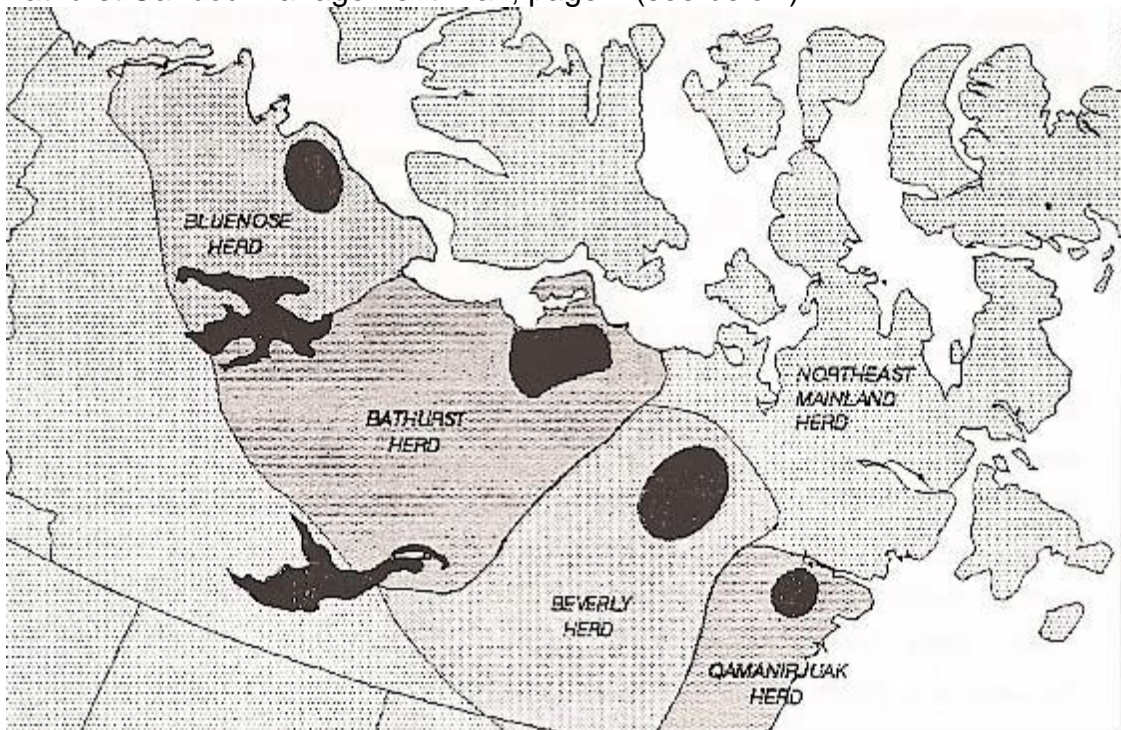 BLUENOSE
HERD
NORTHEAST
MAINLAND
HERD
BATHURST
HERD
BEVERLY
HERD
QAMANIRJUAK
HERD